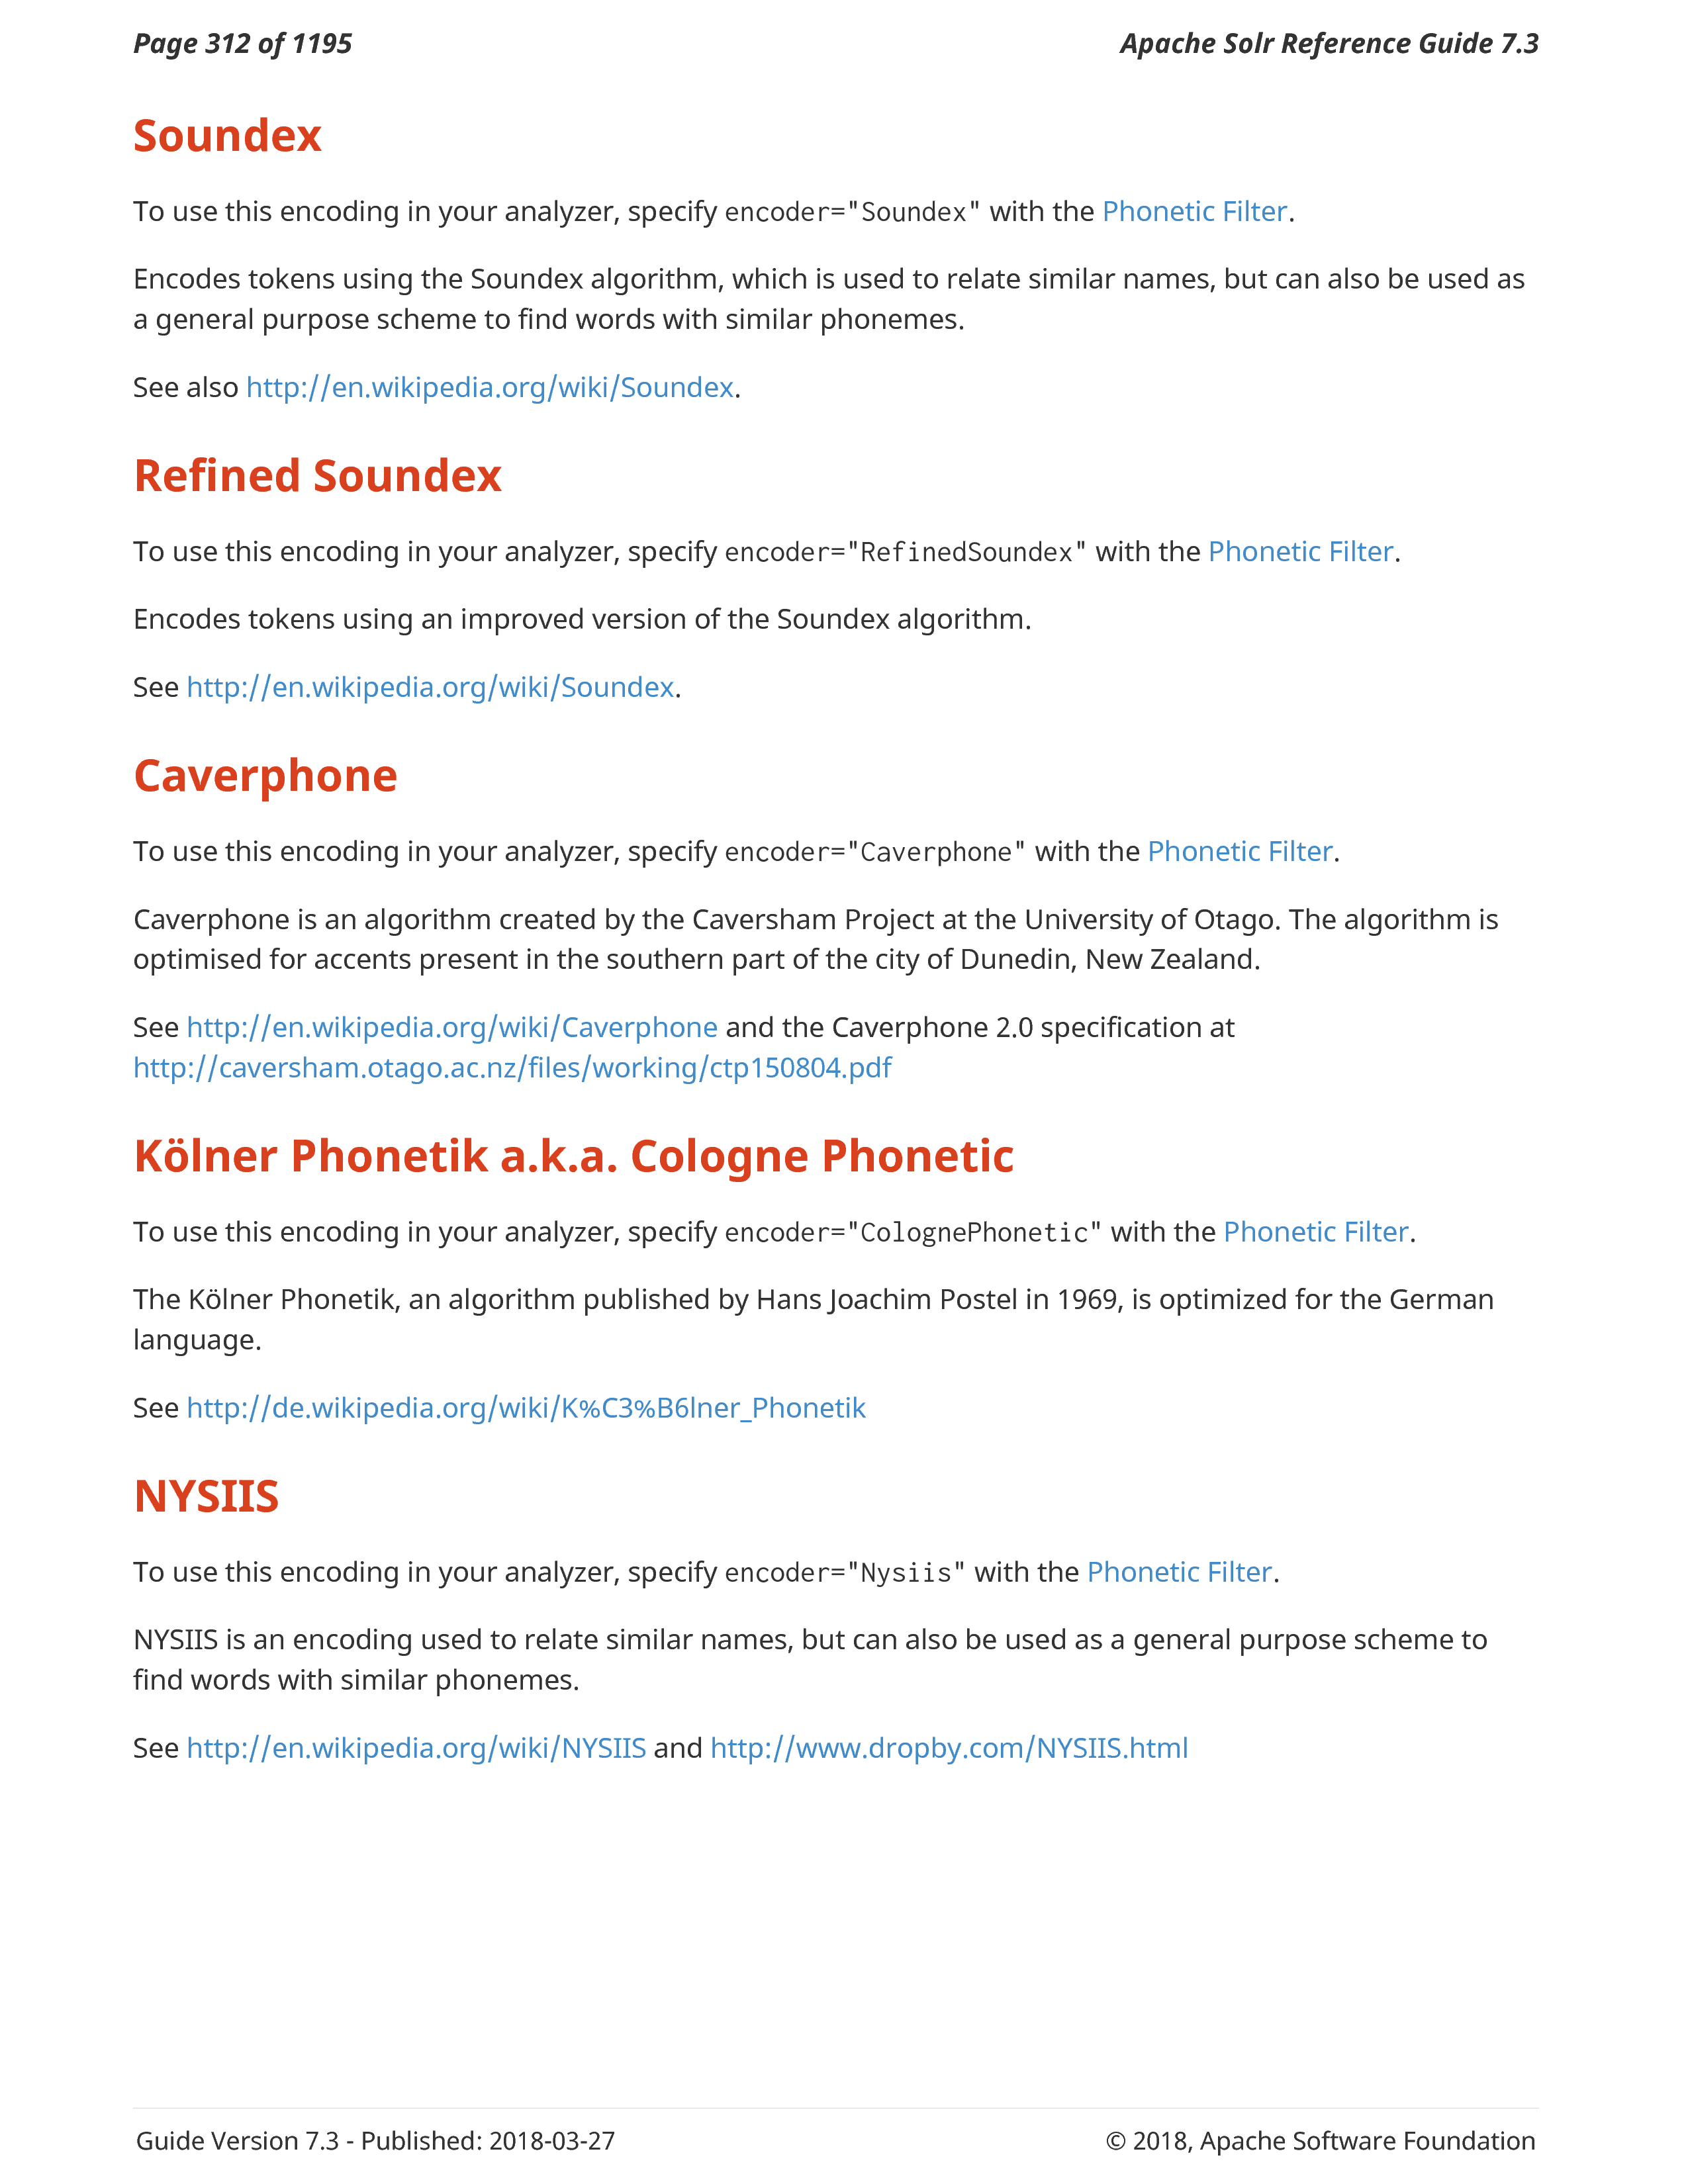 Page 312 of 1195
Apache Solr Reference Guide 7.3
Soundex
To use this encoding in your analyzer, specify encoder="Soundex" with the Phonetic Filter.
Encodes tokens using the Soundex algorithm, which is used to relate similar names, but can also be used as
a general purpose scheme to find words with similar phonemes.
See also http://en.wikipedia.org/wiki/Soundex.
Refined Soundex
To use this encoding in your analyzer, specify encoder="RefinedSoundex" with the Phonetic Filter.
Encodes tokens using an improved version of the Soundex algorithm.
See http://en.wikipedia.org/wiki/Soundex.
Caverphone
To use this encoding in your analyzer, specify encoder="Caverphone" with the Phonetic Filter.
Caverphone is an algorithm created by the Caversham Project at the University of Otago. The algorithm is
optimised for accents present in the southern part of the city of Dunedin, New Zealand.
See http://en.wikipedia.org/wiki/Caverphone and the Caverphone 2.0 specification at
http://caversham.otago.ac.nz/files/working/ctp150804.pdf
Kölner Phonetik a.k.a. Cologne Phonetic
To use this encoding in your analyzer, specify encoder="ColognePhonetic" with the Phonetic Filter.
The Kölner Phonetik, an algorithm published by Hans Joachim Postel in 1969, is optimized for the German
language.
See http://de.wikipedia.org/wiki/K%C3%B6lner_Phonetik
NYSIIS
To use this encoding in your analyzer, specify encoder="Nysiis" with the Phonetic Filter.
NYSIIS is an encoding used to relate similar names, but can also be used as a general purpose scheme to
find words with similar phonemes.
See http://en.wikipedia.org/wiki/NYSIIS and http://www.dropby.com/NYSIIS.html
Guide Version 7.3 - Published: 2018-03-27
© 2018, Apache Software Foundation